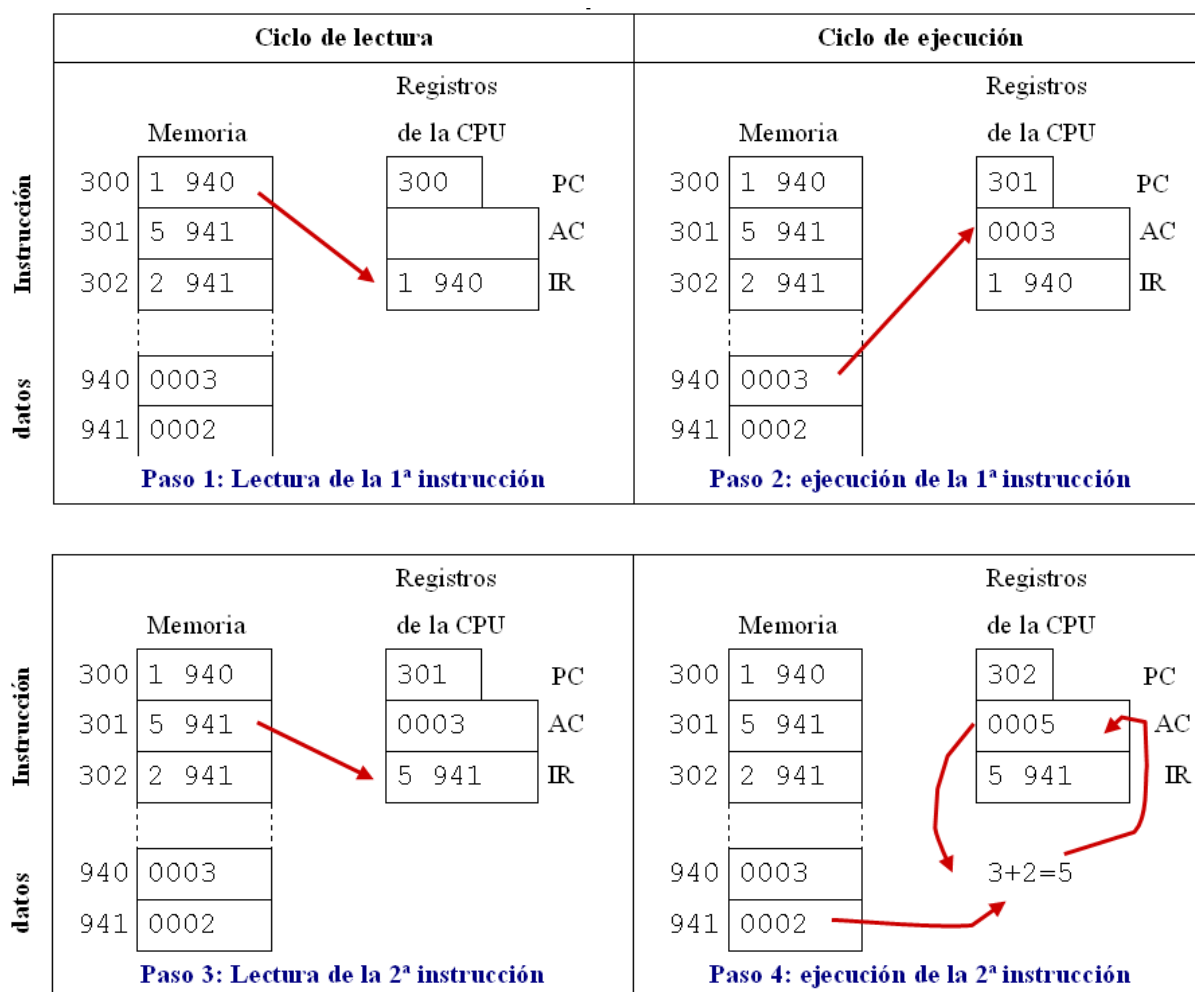 Ciclo de lectura
Ciclo de ejecución
Registros
Memoria de la CPU
Instrucción
300 1 940 300 PC
301 5 941 AC
302 2 941 1 940 IR
datos
940 0003
941 0002
Paso 1: Lectura de la 1ª instrucción
Registros
Memoria de la CPU
300 1 940 301 PC
301 5 941 0003 AC
302 2 941 1 940 IR
940 0003
941 0002
Paso 2: ejecución de la 1ª instrucción
Registros
Memoria de la CPU
Instrucción
300 1 940 301 PC
301 5 941 0003 AC
302 2 941 5 941 IR
datos
940 0003
941 0002
Paso 3: Lectura de la 2ª instrucción
Registros
Memoria de la CPU
300 1 940 302 PC
301 5 941 0005 AC
302 2 941 5 941 IR
940 0003 3+2=5
941 0002
Paso 4: ejecución de la 2ª instrucción